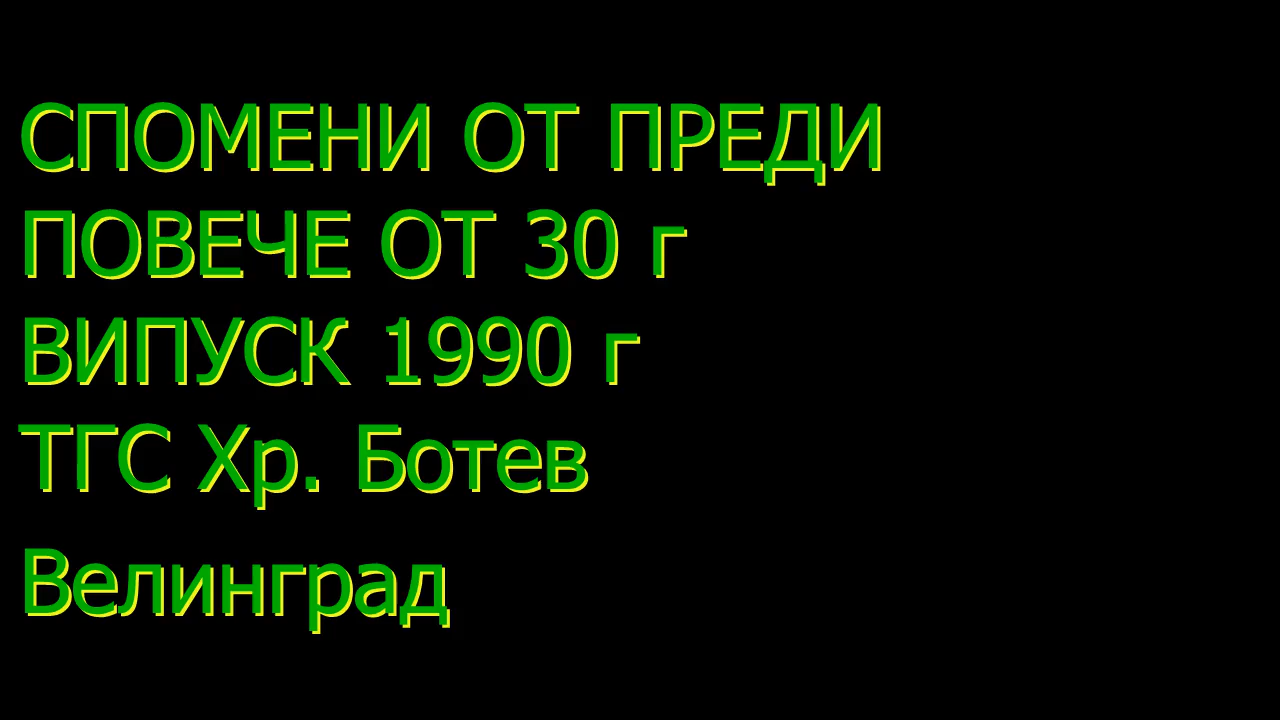 СПОМЕНИ ОТ ПРЕДИ
ПОВЕЧЕ ОТ 30 г
ВИПУСК 1990 г
ТГС Хр. Ботев
Велинград